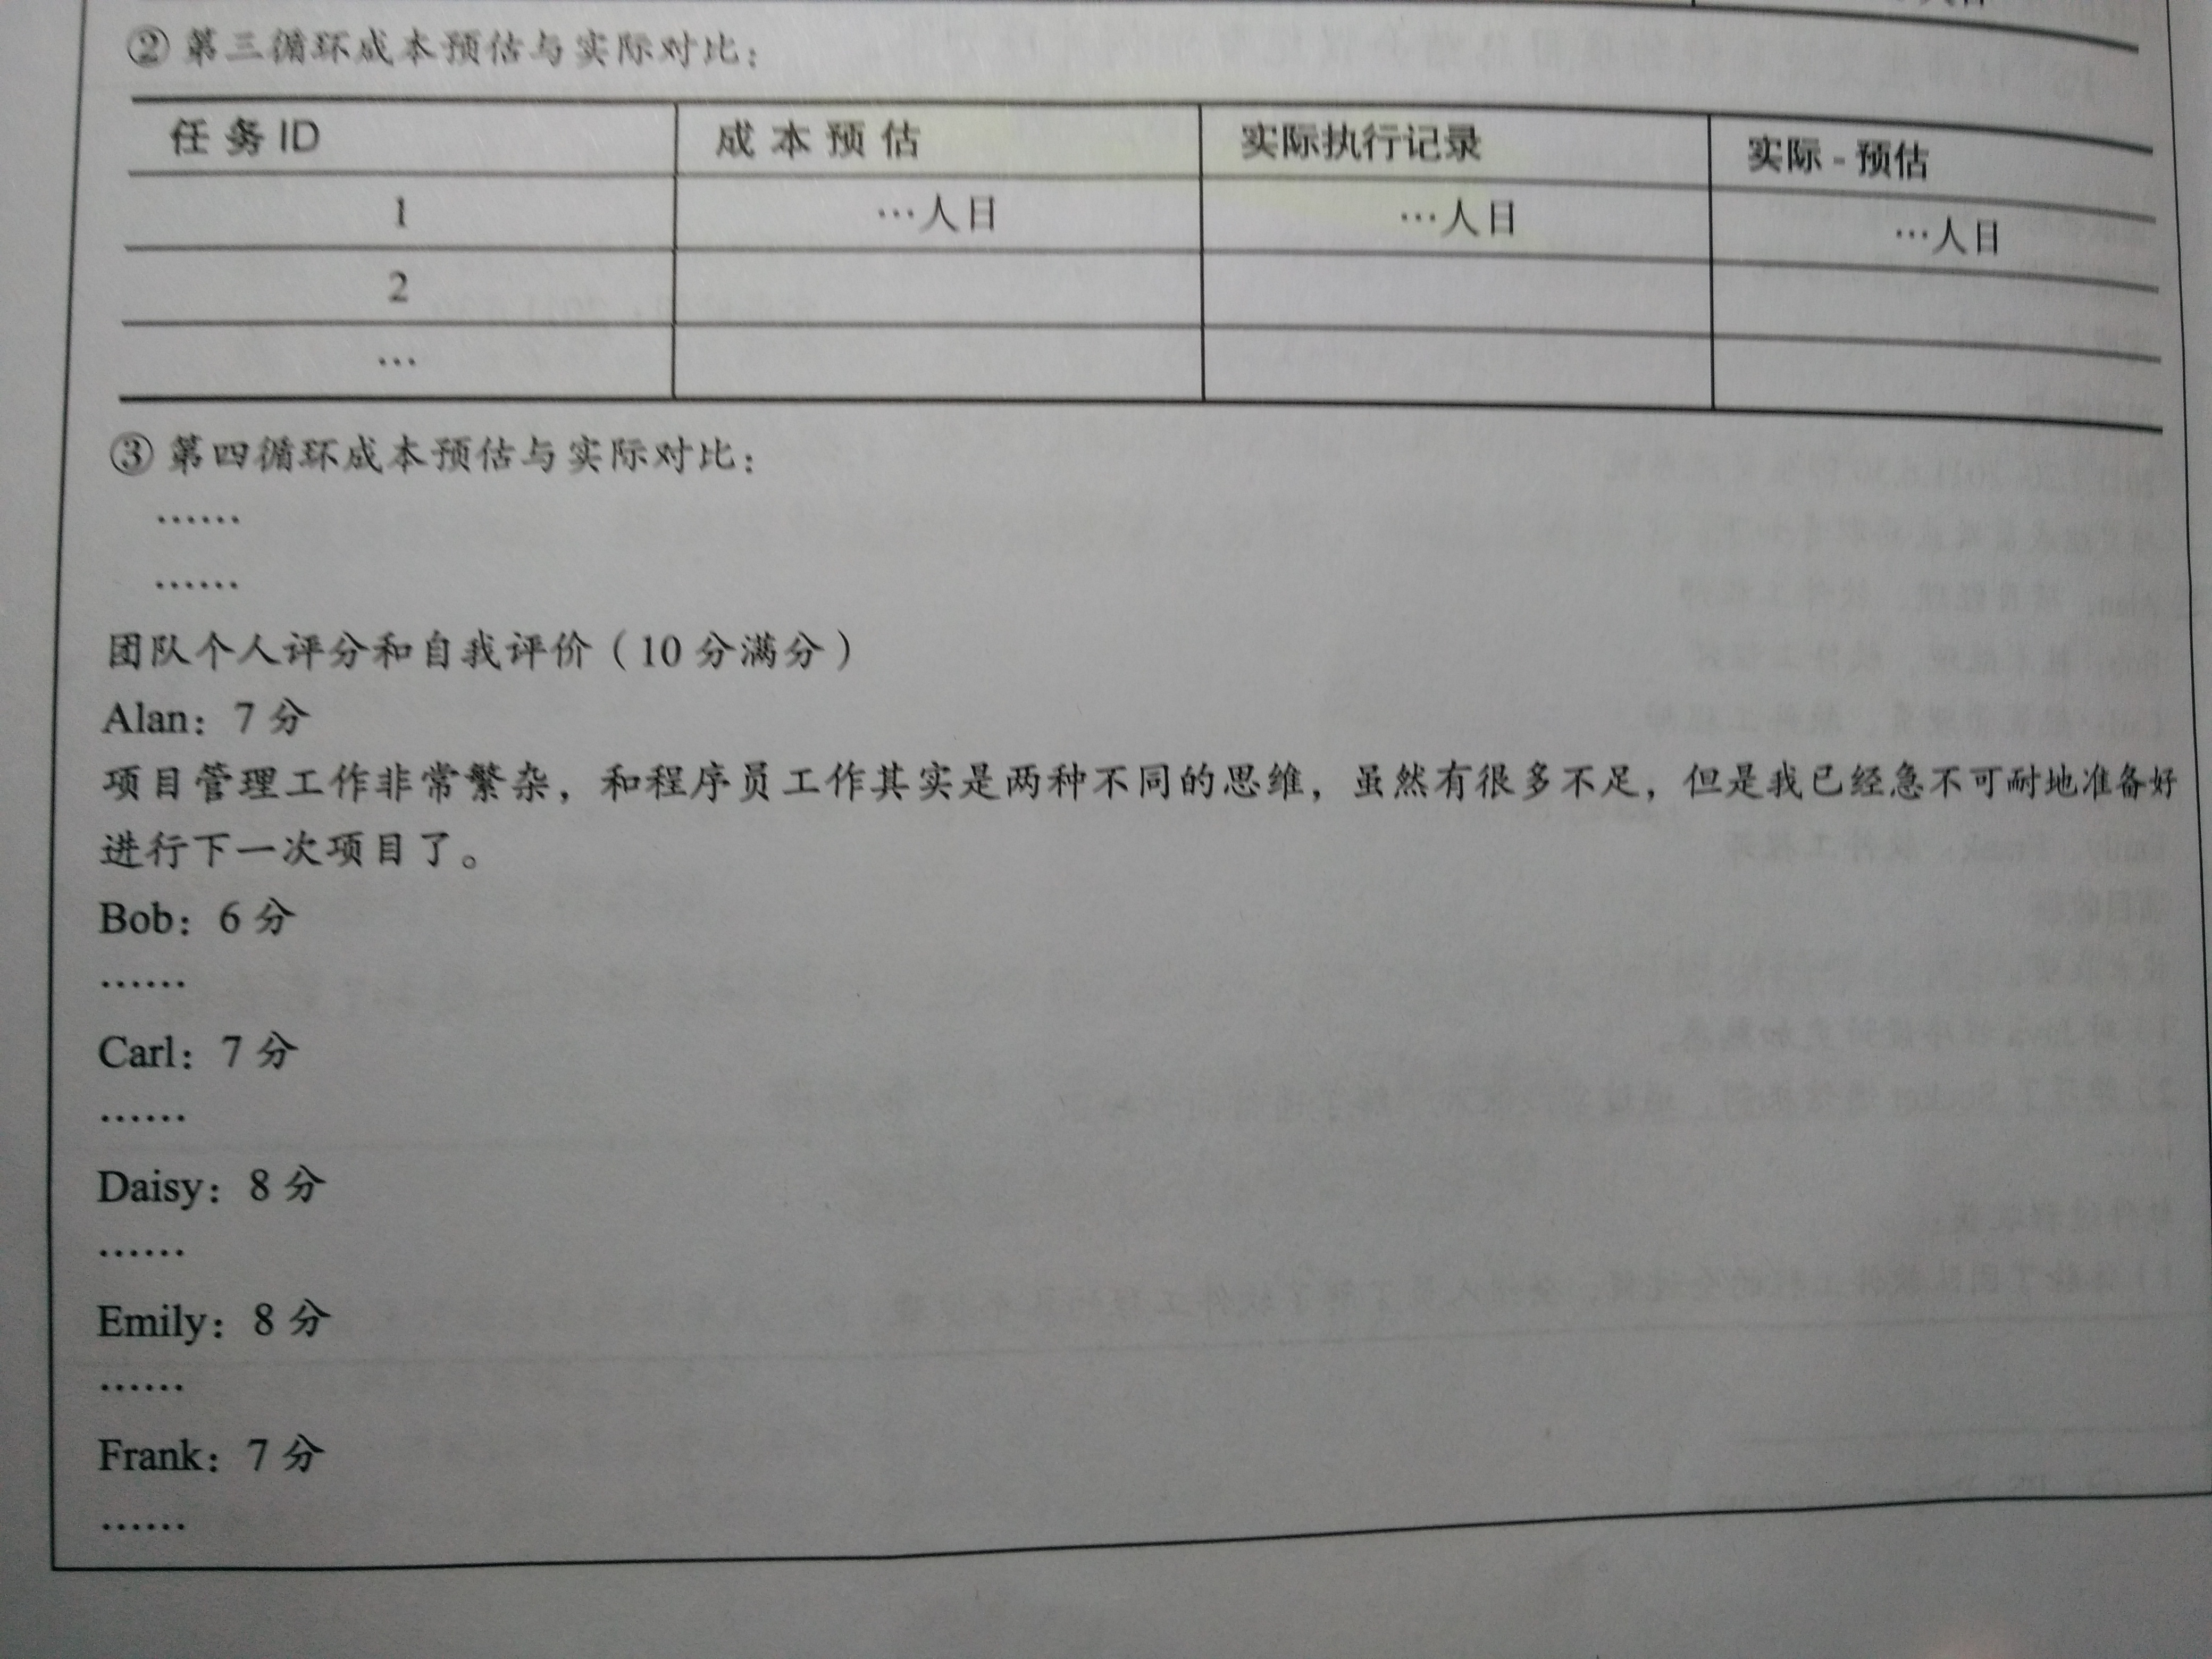 ②第三循环成本预估与实际对比：
任务ID 成本预估 实际执行记录 实际-预估
1 …人日 …人日 …人日
2
…
③第四循环成本预估与实际对比：
……
……
团队个人评分和自我评价（10分满分）
Alan：7分
项目管理工作非常繁杂，和程序员工作其实是两种不同的思维，虽然有很多不足，但是我已经急不可耐地准备好
进行下一次项目了。
Bob：6分
……
Carl：7分
……
Daisy：8分
……
Emily：8分
……
Frank：7分
……